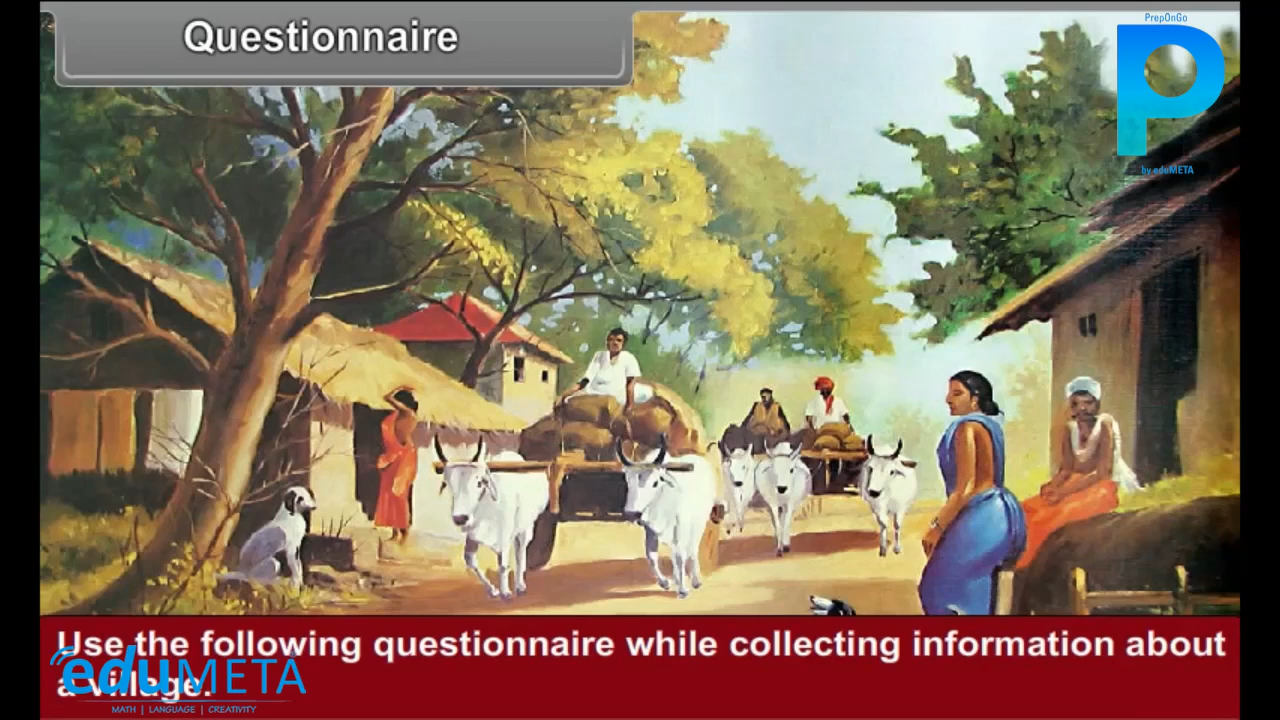 Questionnaire
PrepOnGo
P
by eduMETA
Use the following questionnaire while collecting information about
a village.
eduMETA
MATH | LANGUAGE | CREATIVITY